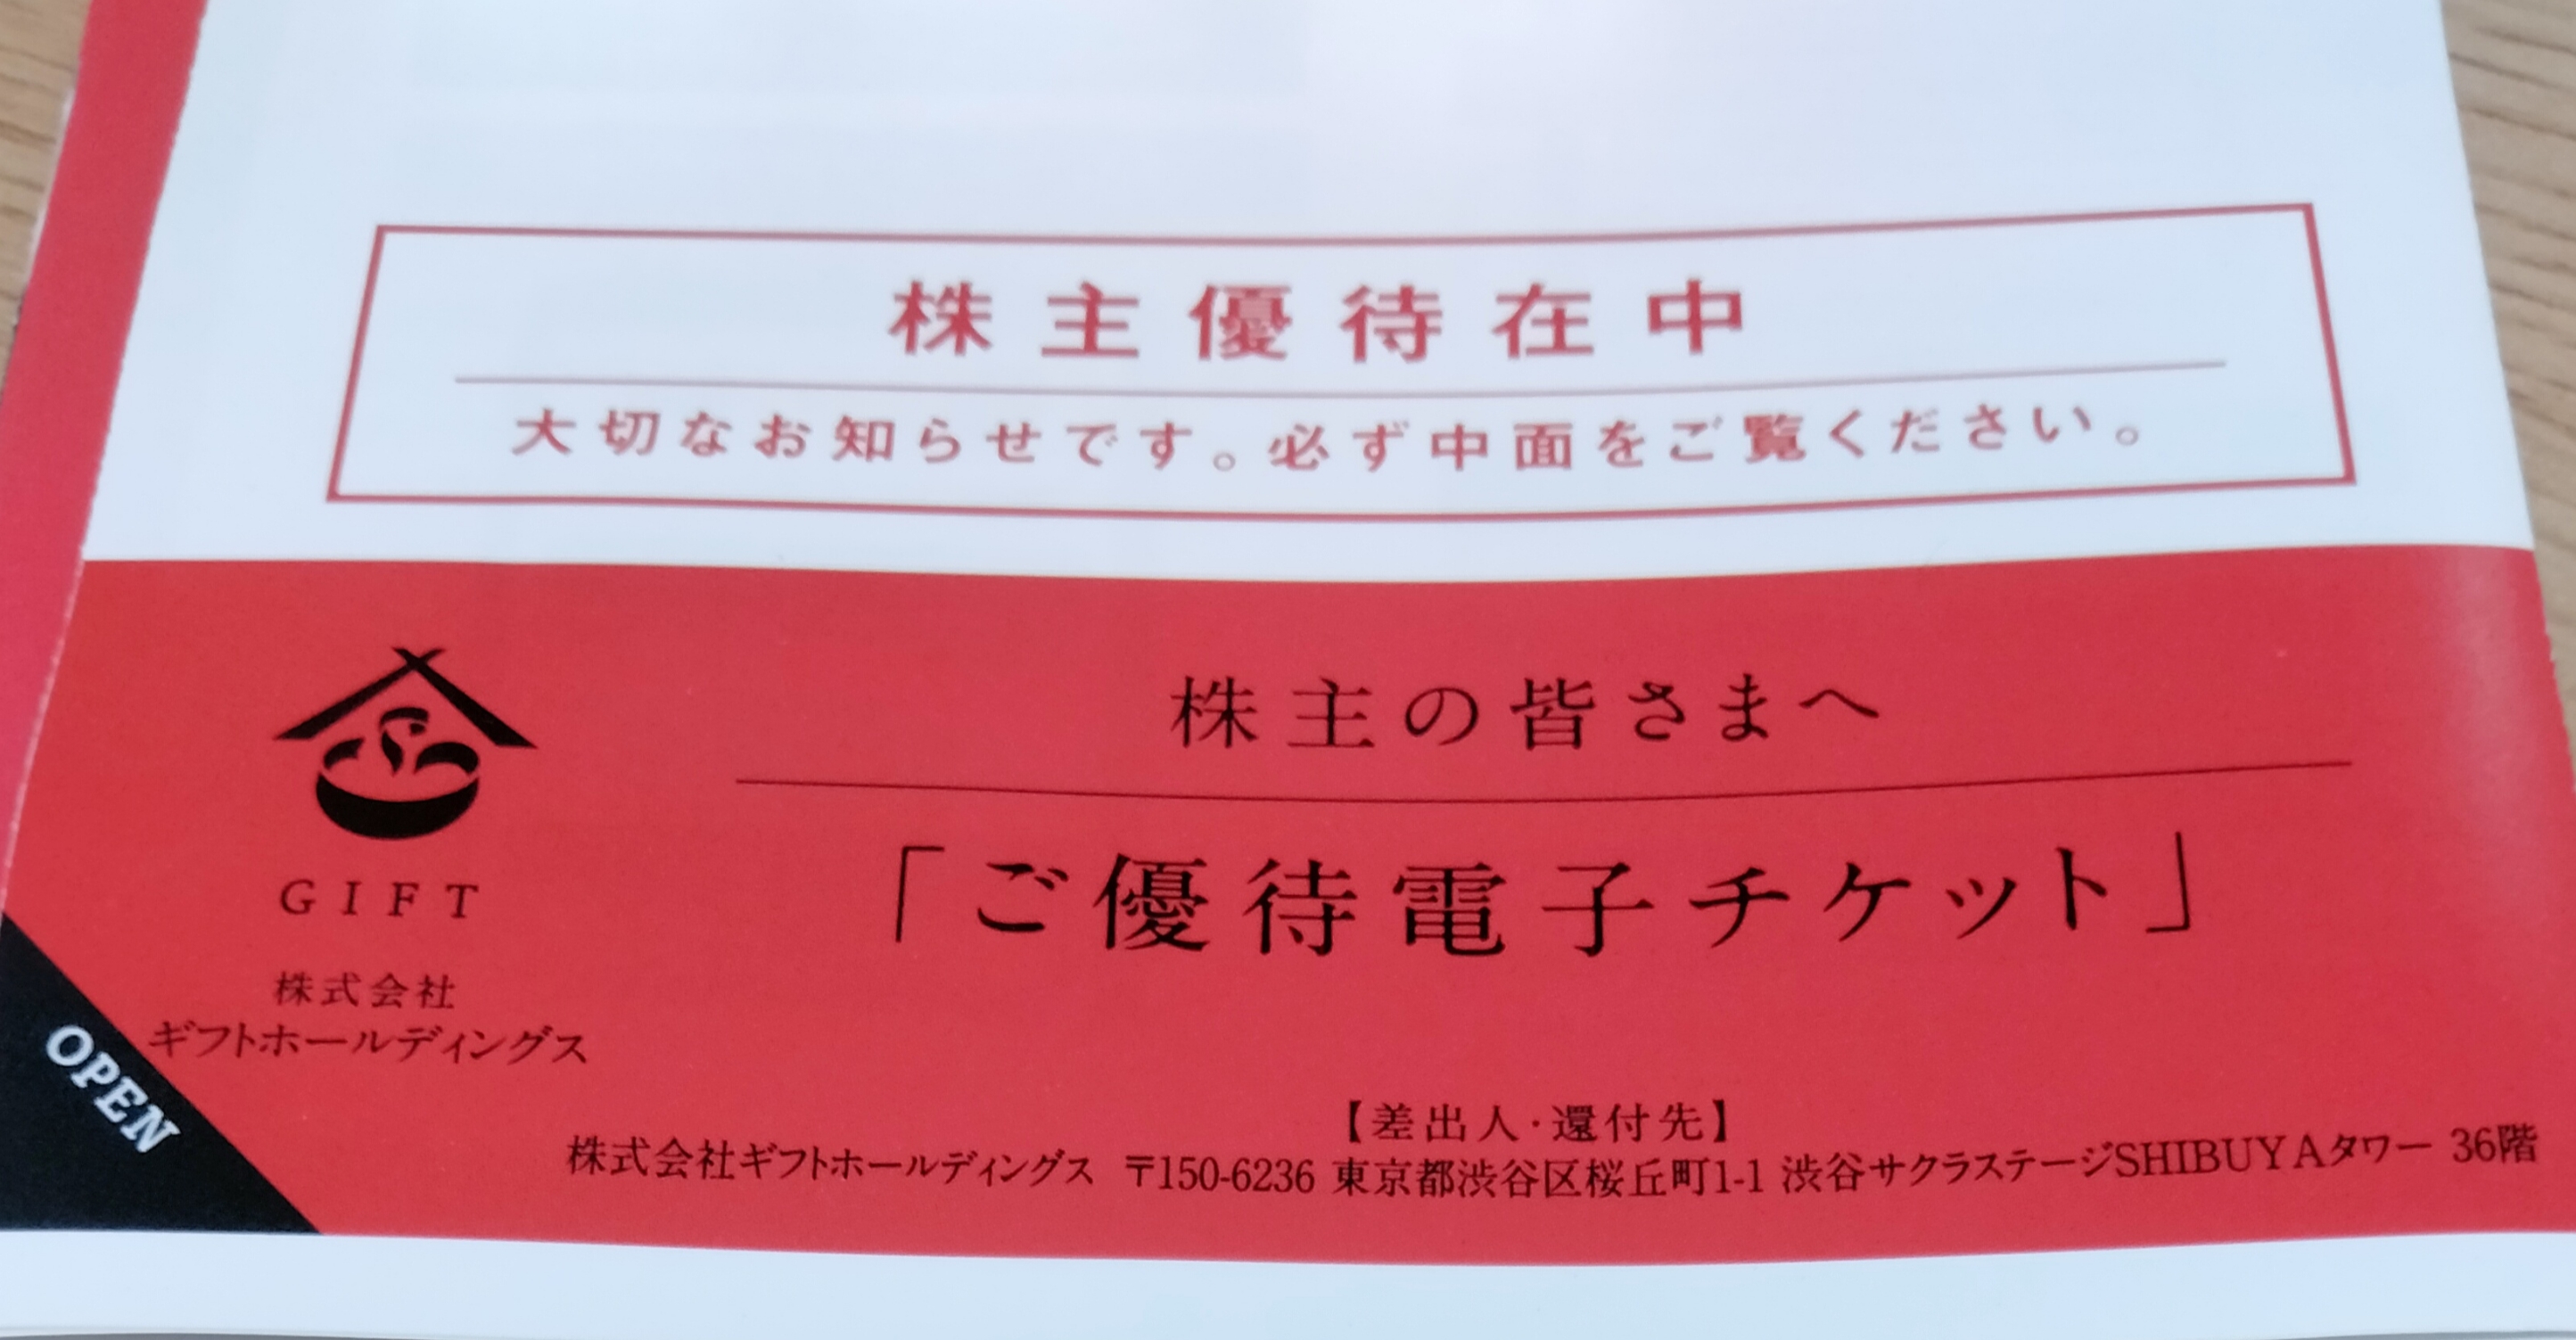 株主優待在中
大切なお知らせです。必ず中面をご覧ください。
株主の皆さまへ
「ご優待電子チケット」
GIFT
株式会社
ギフトホールディングス
OPEN
【差出人・還付先】
株式会社ギフトホールディングス 〒150-6236 東京都渋谷区桜丘町1-1 渋谷サクラステージSHIBUYAタワー 36階